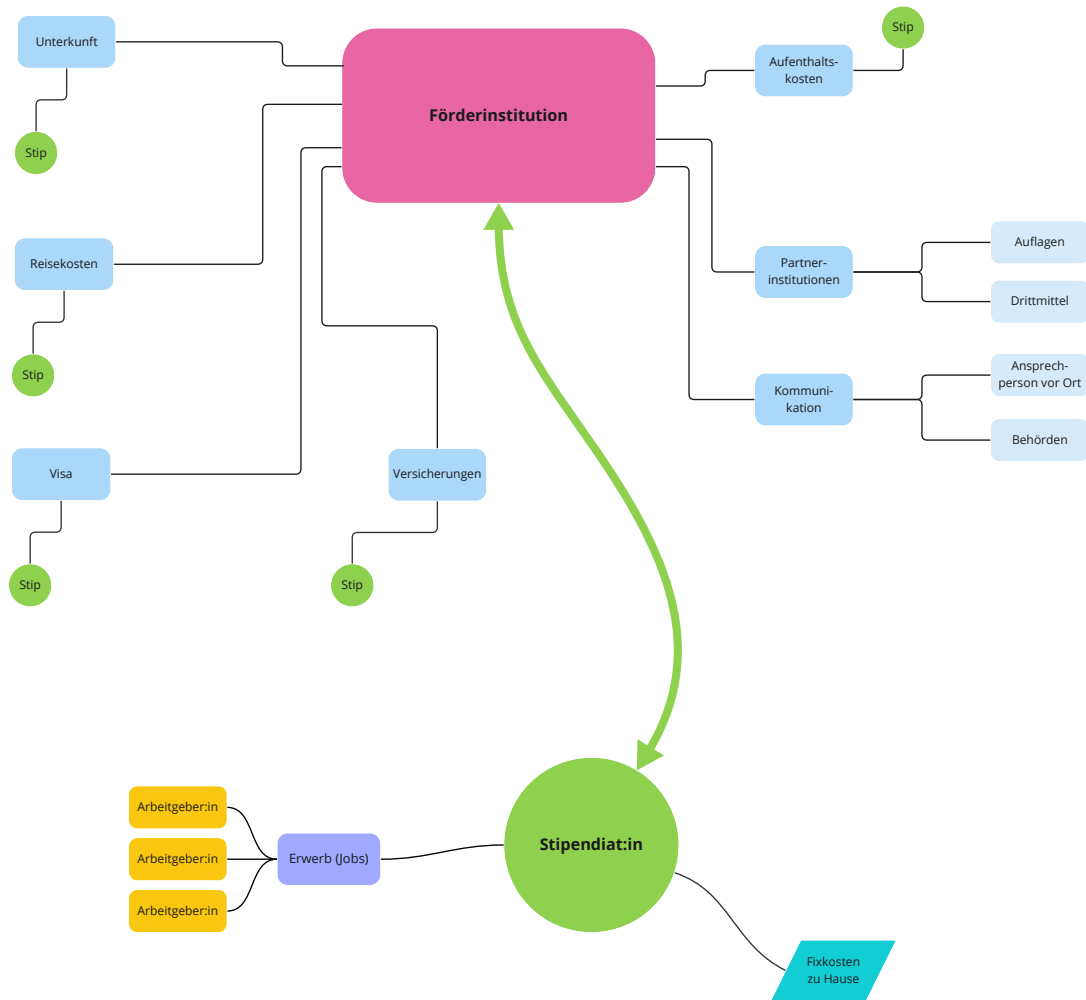 Stip
Unterkunft
Aufenthalts-
kosten
Förderinstitution
Stip
Auflagen
Reisekosten
Partner-
institutionen
Drittmittel
Stip
Ansprech-
person vor Ort
Kommuni-
kation
Behörden
Visa
Versicherungen
Stip
Stip
Arbeitgeber:in
Stipendiat:in
Arbeitgeber:in
Erwerb (Jobs)
Arbeitgeber:in
Fixkosten
zu Hause